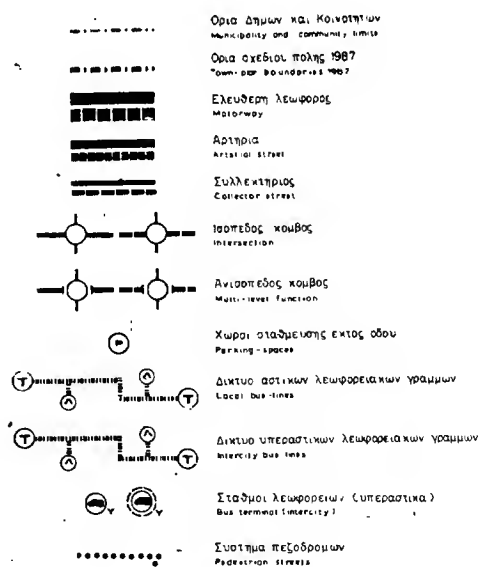 Ορια Δημων και Κοινοτητων
Municipality and community limits
Ορια σχεδιου πολης 1987
Town-plan boundaries 1987
Ελευθερη λεωφορος
Motorway
Αρτηρια
Arterial street
Συλλεκτηριος
Collector street
Ισοπεδος κομβος
Intersection
Ανισοπεδος κομβος
Multi-level function
P
Χωροι σταθμευσης εκτος οδου
Parking-spaces
Δικτυο αστικων λεωφορειακων γραμμων
Local bus-lines
T T
Δικτυο υπεραστικων λεωφορειακων γραμμων
Intercity bus lines
T T
Σταθμοι λεωφορειων (υπεραστικα)
Bus terminal (intercity)
Υ Υ
Συστημα πεζοδρομων
Pedestrian streets